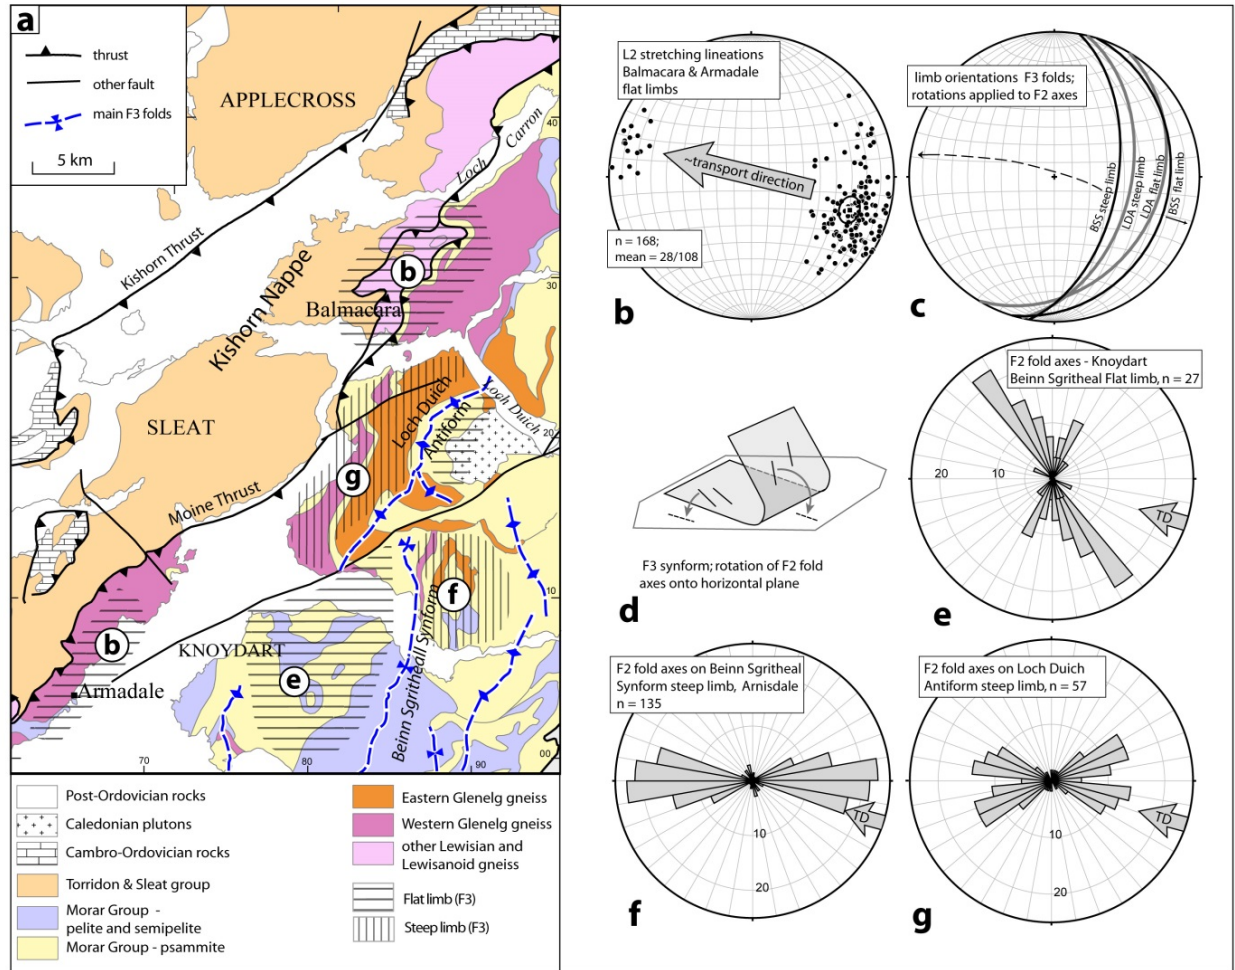 a
thrust
other fault
main F3 folds
5 km
APPLECROSS
40
Loch Carron
Kishorn Thrust
Kishorn Nappe
b
30
Balmacara
Loch Duich
Antiform
Loch Duich
SLEAT
20
g
Moine Thrust
f
10
b
KNOYDART
e
Armadale
Beinn Sgritheall Synform
70
80
90
00
Post-Ordovician rocks
Caledonian plutons
Cambro-Ordovician rocks
Torridon & Sleat group
Morar Group -
pelite and semipelite
Morar Group - psammite
Eastern Glenelg gneiss
Western Glenelg gneiss
other Lewisian and
Lewisanoid gneiss
Flat limb (F3)
Steep limb (F3)
L2 stretching lineations
Balmacara & Armadale
flat limbs
~transport direction
n = 168;
mean = 28/108
b
limb orientations F3 folds;
rotations applied to F2 axes
BSS steep limb
LDA steep limb
LDA flat limb
BSS flat limb
c
F3 synform; rotation of F2 fold
axes onto horizontal plane
d
F2 fold axes - Knoydart
Beinn Sgritheal Flat limb, n = 27
20
10
TD
e
F2 fold axes on Beinn Sgritheal
Synform steep limb, Arnisdale
n = 135
TD
10
20
f
F2 fold axes on Loch Duich
Antiform steep limb, n = 57
TD
10
20
g